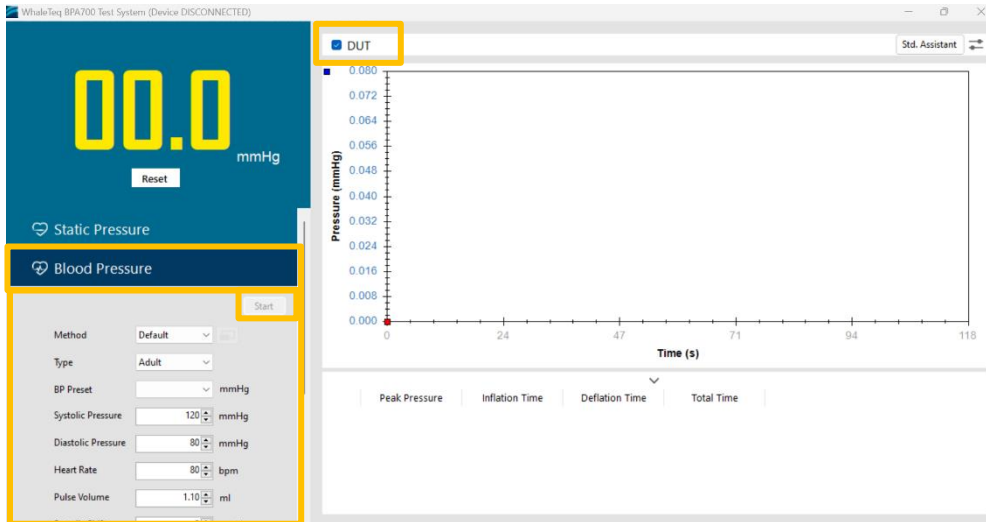 WhaleTeq BPA700 Test System (Device DISCONNECTED)
00.0
mmHg
Reset
Static Pressure
Blood Pressure
Start
Method Default
Type Adult
BP Preset mmHg
Systolic Pressure 120 mmHg
Diastolic Pressure 80 mmHg
Heart Rate 80 bpm
Pulse Volume 1.10 ml
DUT
Std. Assistant
Pressure (mmHg)
0.080
0.072
0.064
0.056
0.048
0.040
0.032
0.024
0.016
0.008
0.000
0 24 47 71 94 118
Time (s)
Peak Pressure Inflation Time Deflation Time Total Time